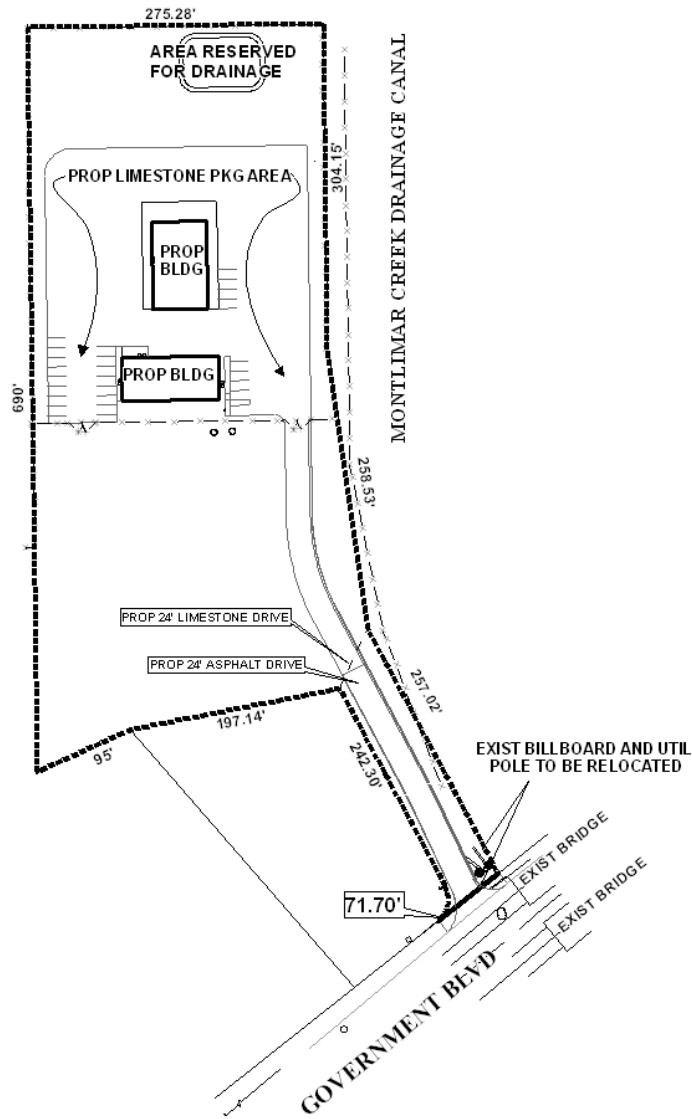 275.28'
AREA RESERVED
FOR DRAINAGE
MONTLIMAR CREEK DRAINAGE CANAL
304.15'
PROP LIMESTONE PKG AREA
PROP
BLDG
PROP BLDG
690'
258.53'
PROP 24' LIMESTONE DRIVE
PROP 24' ASPHALT DRIVE
257.02'
197.14'
95'
242.30'
EXIST BILLBOARD AND UTIL
POLE TO BE RELOCATED
EXIST BRIDGE
71.70'
EXIST BRIDGE
GOVERNMENT BLVD